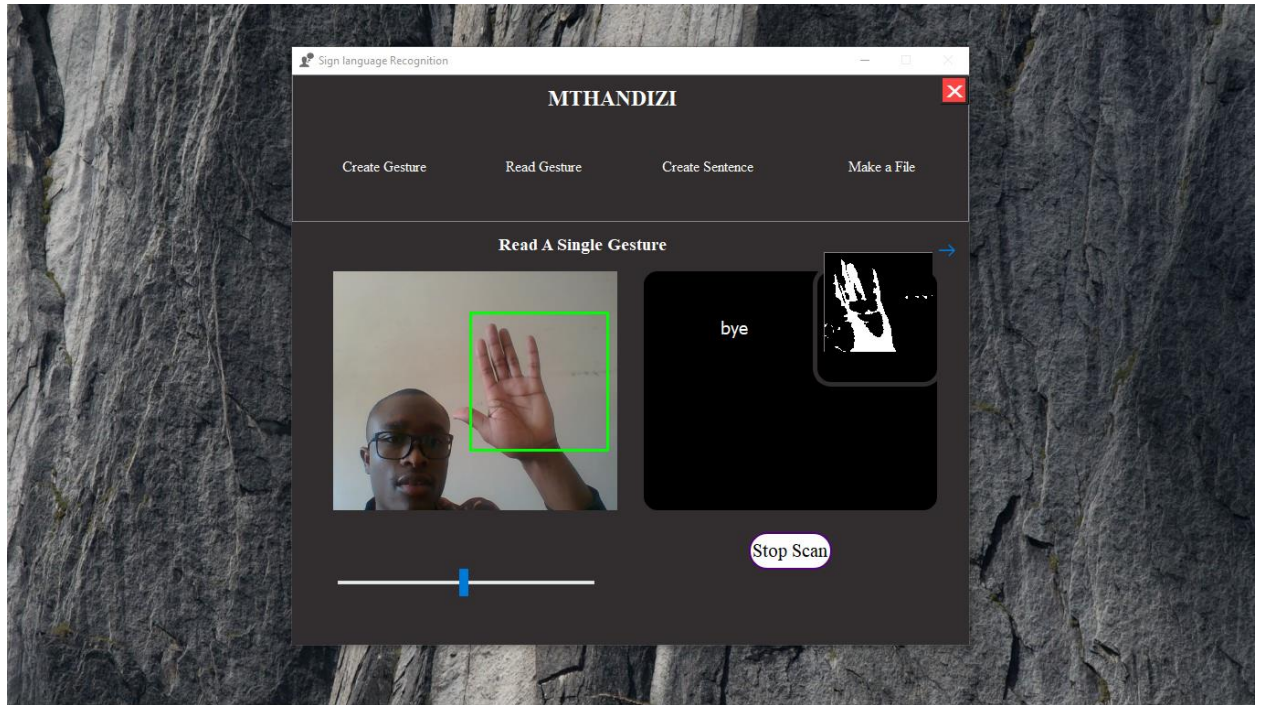 Sign language Recognition
MTHANDIZI
Create Gesture Read Gesture Create Sentence Make a File
Read A Single Gesture
bye
Stop Scan